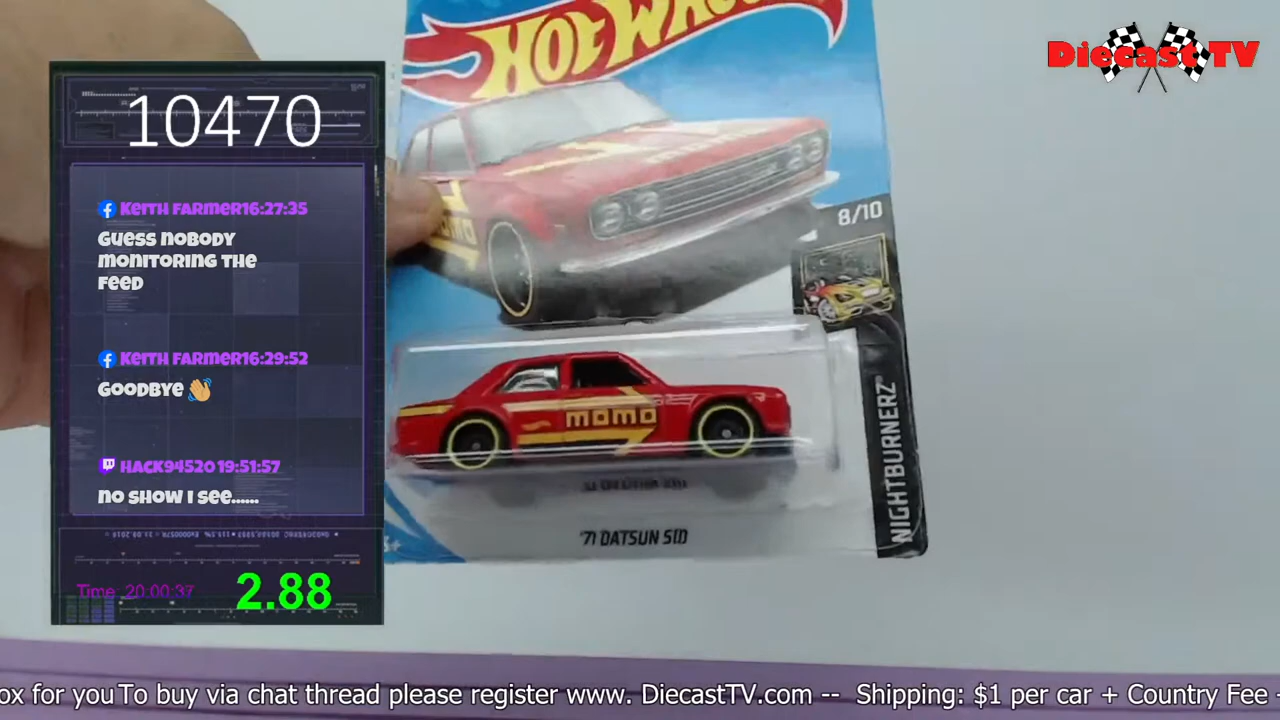 HOT WHEELS
Diecast TV
10470
8/10
Keith Farmer16:27:35
Guess nobody
monitoring the
feed
Keith Farmer16:29:52
Goodbye 👋
hack94520 19:51:57
no show I see......
momo
NIGHTBURNERZ
'71 DATSUN 510
Time: 20:00:37
2.88
ox for you To buy via chat thread please register www. DiecastTV.com -- Shipping: $1 per car + Country Fee -